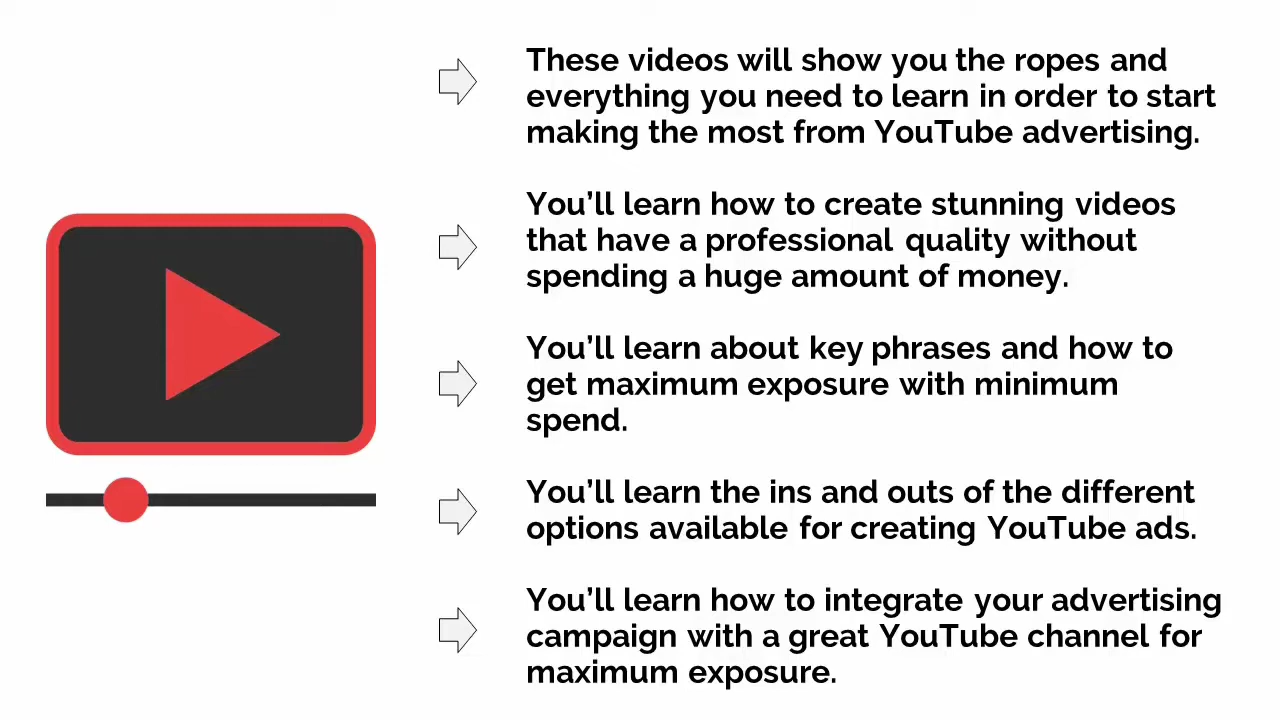 These videos will show you the ropes and
everything you need to learn in order to start
making the most from YouTube advertising.
You’ll learn how to create stunning videos
that have a professional quality without
spending a huge amount of money.
You’ll learn about key phrases and how to
get maximum exposure with minimum
spend.
You’ll learn the ins and outs of the different
options available for creating YouTube ads.
You’ll learn how to integrate your advertising
campaign with a great YouTube channel for
maximum exposure.